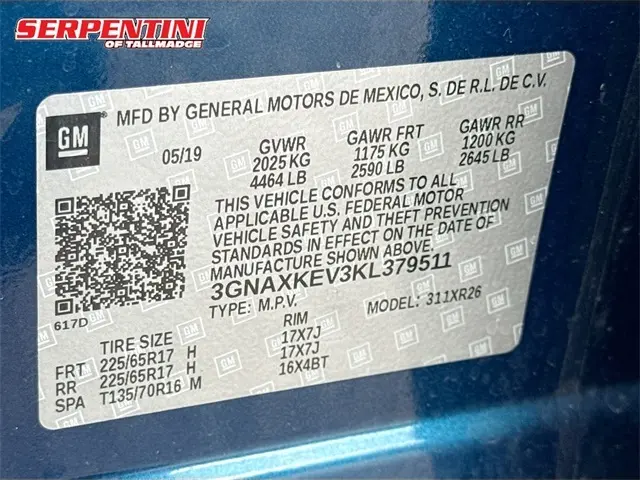 SERPENTINI
OF TALLMADGE
GM
MFD BY GENERAL MOTORS DE MEXICO, S. DE R.L. DE C.V.
05/19 GVWR GAWR FRT GAWR RR
2025 KG 1175 KG 1200 KG
4464 LB 2590 LB 2645 LB
THIS VEHICLE CONFORMS TO ALL
APPLICABLE U.S. FEDERAL MOTOR
VEHICLE SAFETY AND THEFT PREVENTION
STANDARDS IN EFFECT ON THE DATE OF
MANUFACTURE SHOWN ABOVE.
3GNAXKEV3KL379511
617D TYPE: M.P.V. MODEL: 311XR26
TIRE SIZE RIM
FRT 225/65R17 H 17X7J
RR 225/65R17 H 17X7J
SPA T135/70R16 M 16X4BT